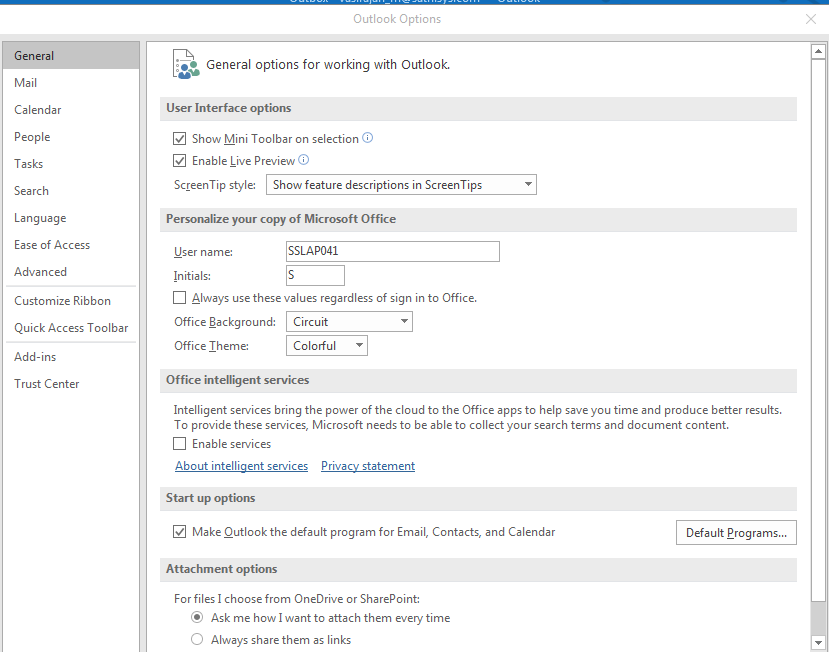 Outlook Options
General
Mail
Calendar
People
Tasks
Search
Language
Ease of Access
Advanced
Customize Ribbon
Quick Access Toolbar
Add-ins
Trust Center
General options for working with Outlook.
User Interface options
Show Mini Toolbar on selection
Enable Live Preview
ScreenTip style: Show feature descriptions in ScreenTips
Personalize your copy of Microsoft Office
User name: SSLAP041
Initials: S
Always use these values regardless of sign in to Office.
Office Background: Circuit
Office Theme: Colorful
Office intelligent services
Intelligent services bring the power of the cloud to the Office apps to help save you time and produce better results.
To provide these services, Microsoft needs to be able to collect your search terms and document content.
Enable services
About intelligent services Privacy statement
Start up options
Make Outlook the default program for Email, Contacts, and Calendar Default Programs...
Attachment options
For files I choose from OneDrive or SharePoint:
Ask me how I want to attach them every time
Always share them as links